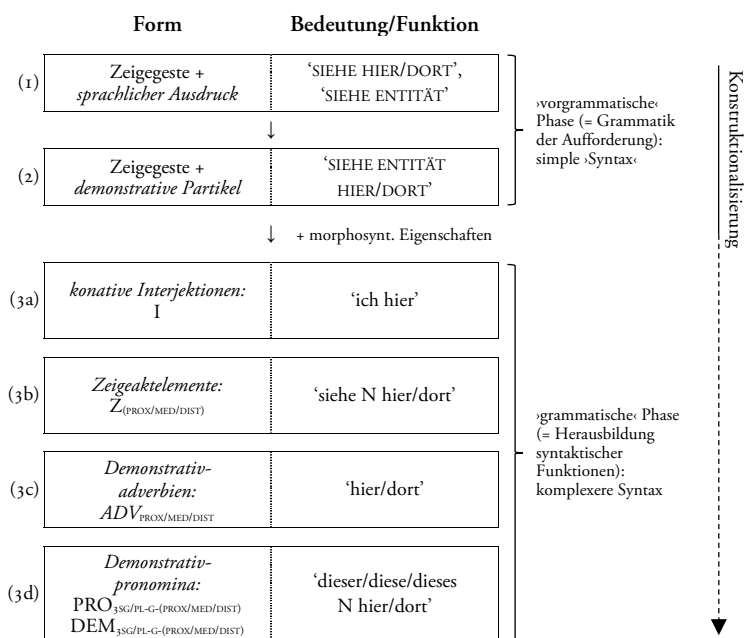 Form Bedeutung/Funktion
(1) Zeigegeste + ‘SIEHE HIER/DORT’,
sprachlicher Ausdruck ‘SIEHE ENTITÄT’
↓
›vorgrammatische‹
Phase (= Grammatik
der Aufforderung):
simple ›Syntax‹
(2) Zeigegeste + ‘SIEHE ENTITÄT
demonstrative Partikel HIER/DORT’
↓ + morphosynt. Eigenschaften
(3a) konative Interjektionen: ‘ich hier’
I
(3b) Zeigeaktelemente: ‘siehe N hier/dort’
Z(PROX/MED/DIST)
›grammatische‹ Phase
(= Herausbildung
syntaktischer
Funktionen):
komplexere Syntax
(3c) Demonstrativ-
adverbien: ‘hier/dort’
ADVPROX/MED/DIST
(3d) Demonstrativ-
pronomina: ‘dieser/diese/dieses
PRO3SG/PL-G-(PROX/MED/DIST) N hier/dort’
DEM3SG/PL-G-(PROX/MED/DIST)
Konstruktionalisierung